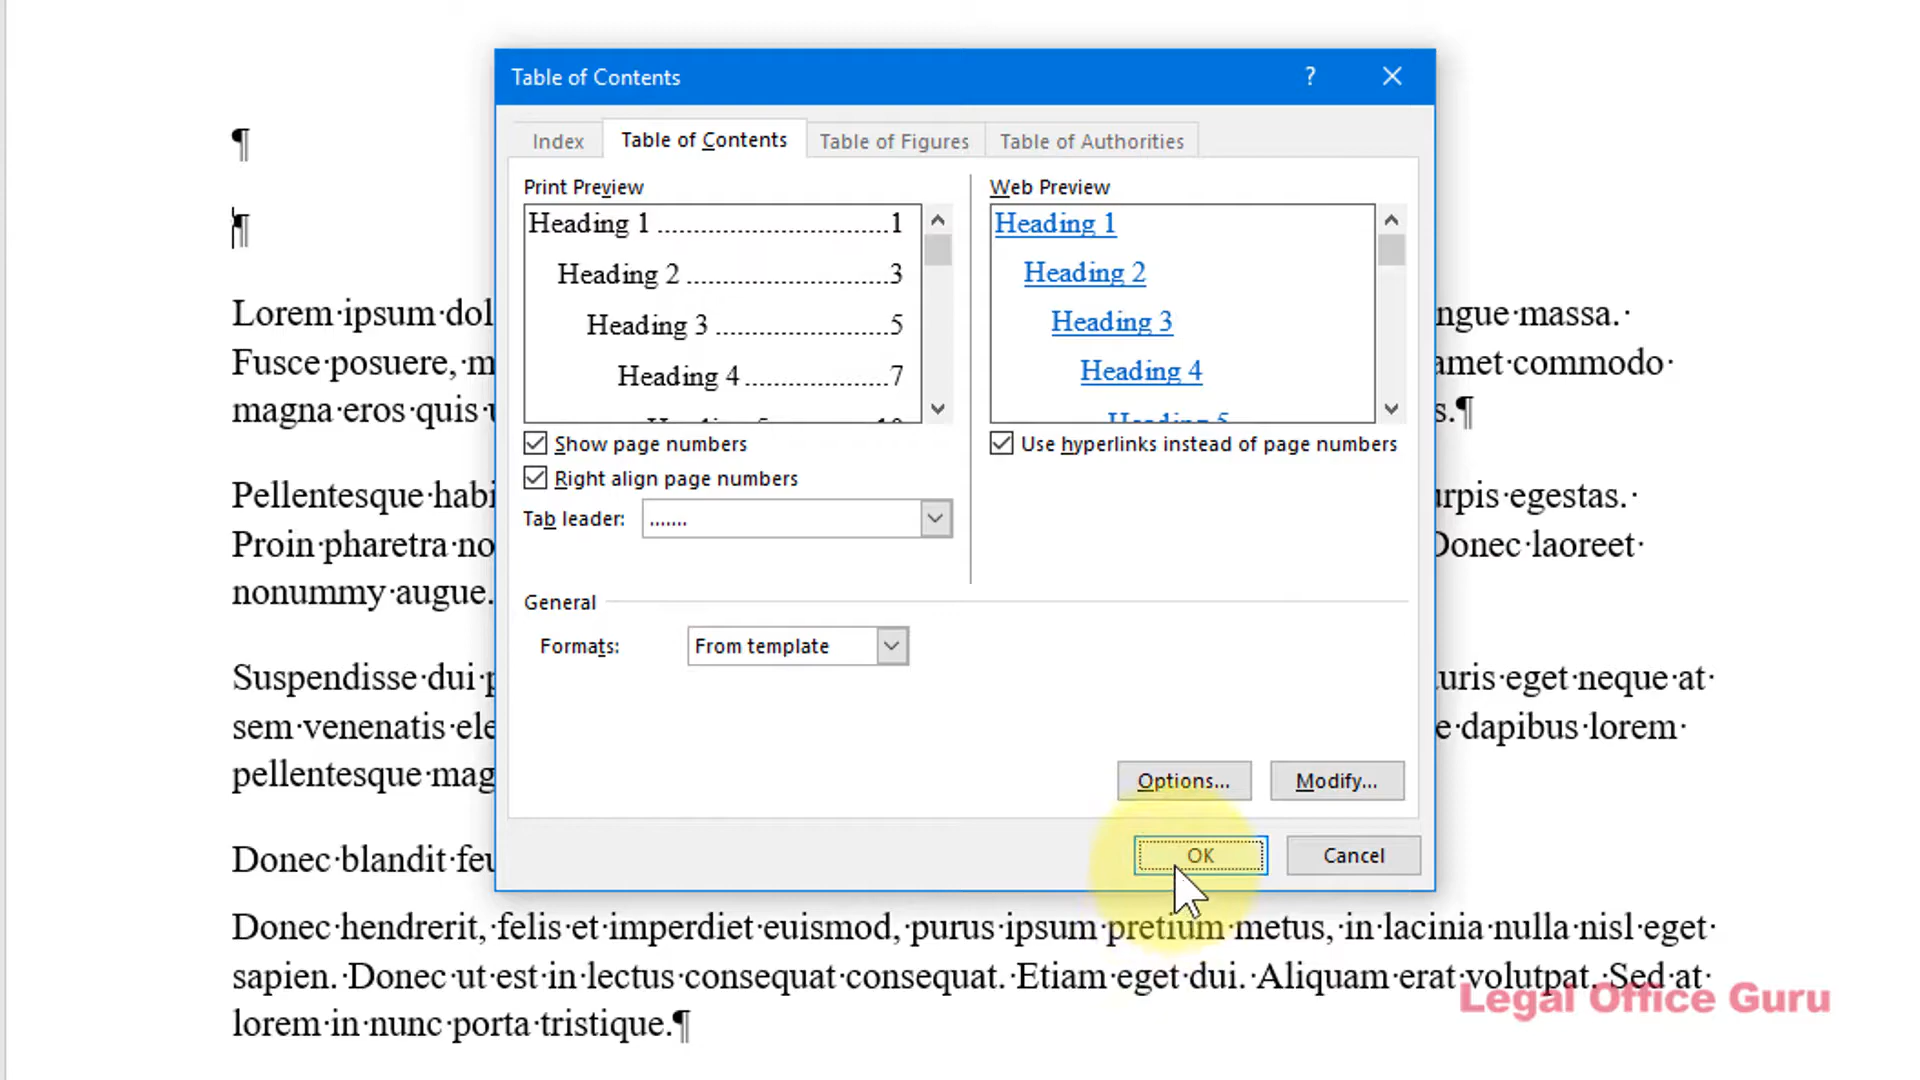 Table of Contents
?
Index
Table of Contents
Table of Figures
Table of Authorities
Print Preview
Heading 1 ................................1
Heading 2 ............................3
Heading 3 ........................5
Heading 4 ....................7
Show page numbers
Right align page numbers
Tab leader: .......
Web Preview
Heading 1
Heading 2
Heading 3
Heading 4
Heading 5
Use hyperlinks instead of page numbers
General
Formats: From template
Options...
Modify...
OK
Cancel
¶
¶
Lorem·ipsum·dol massa.·
Fusce·posuere,· amet·commodo·
magna·eros·quis· s.¶
Pellentesque·habi egestas.·
Proin·pharetra·no Donec·laoreet·
nonummy·augue.
Suspendisse·dui· eget·neque·at·
sem·venenatis·ele dapibus·lorem·
pellentesque·mag
Donec·blandit·feu
Donec·hendrerit,·felis·et·imperdiet·euismod,·purus·ipsum·pretium·metus,·in·lacinia·nulla·nisl·eget·
sapien.·Donec·ut·est·in·lectus·consequat·consequat.·Etiam·eget·dui.·Aliquam·erat·volutpat.·Sed·at·
lorem·in·nunc·porta·tristique.¶
Legal Office Guru